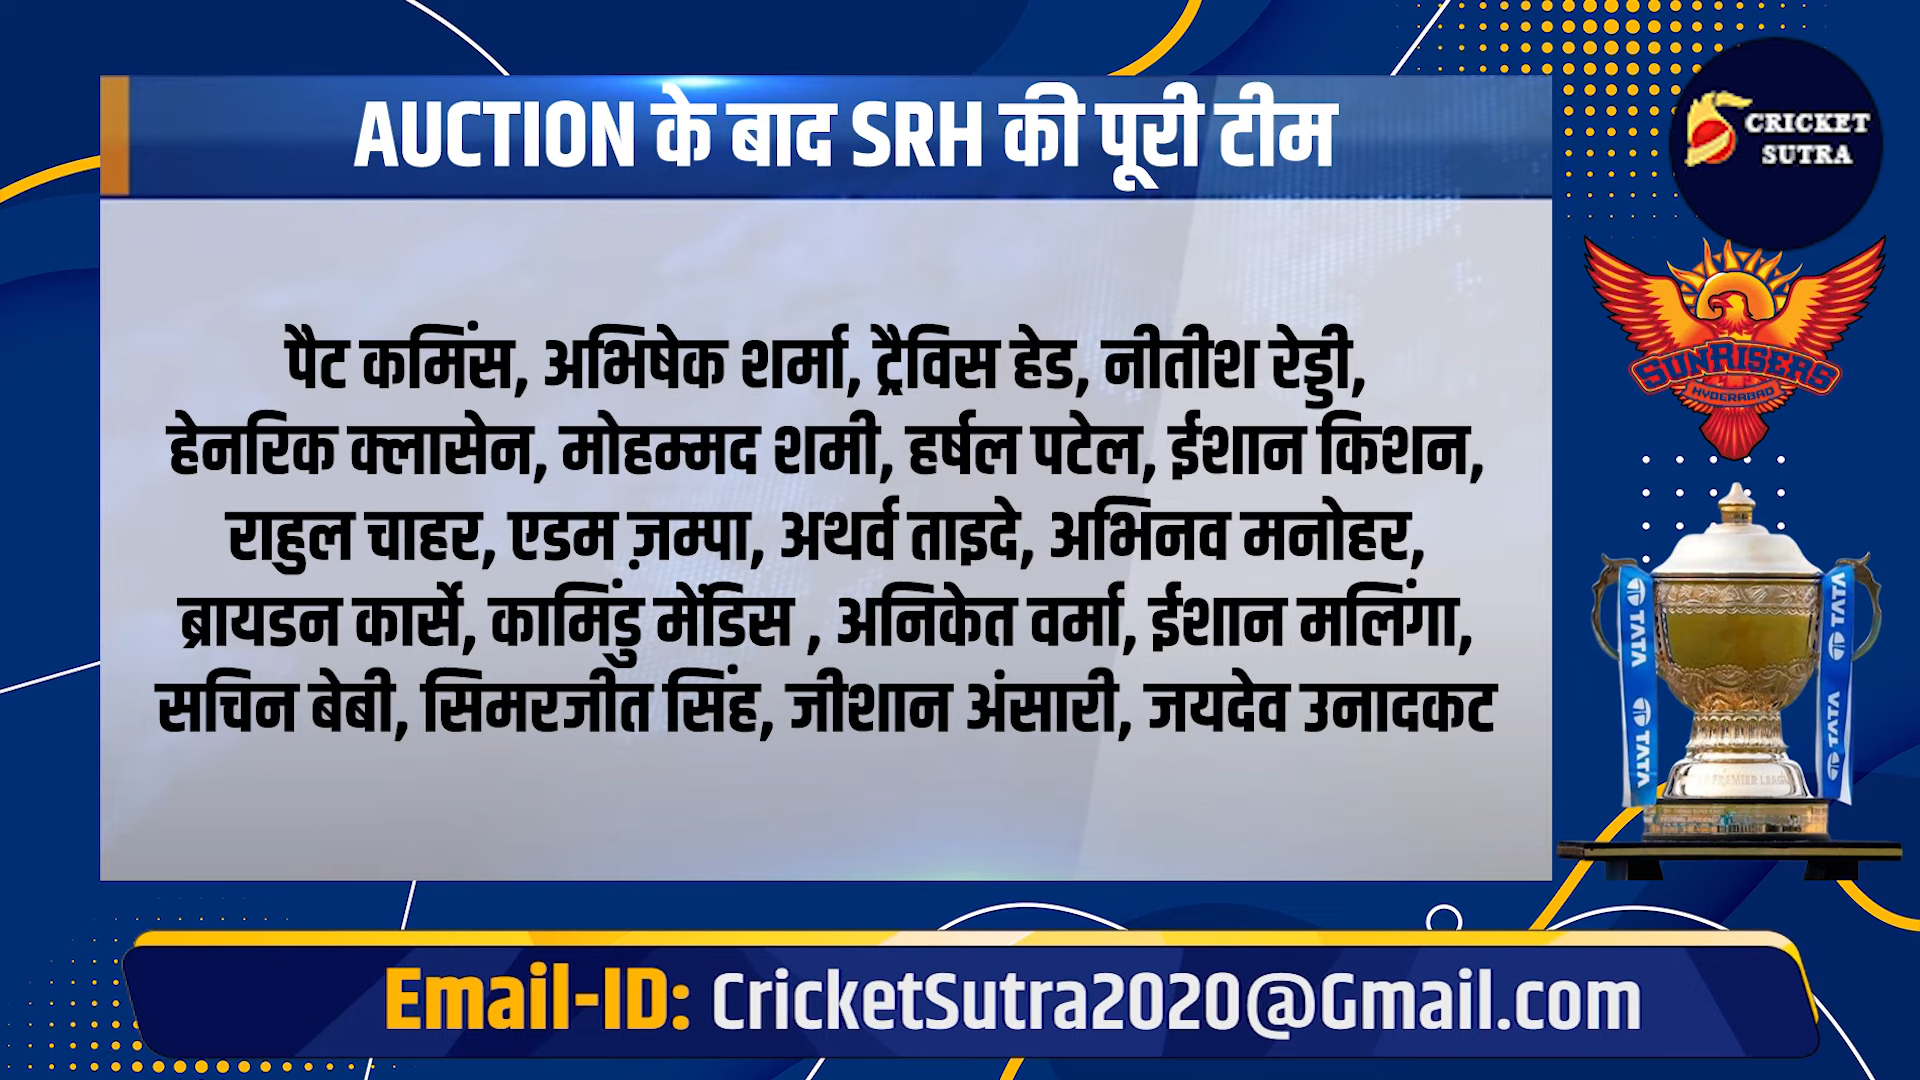 AUCTION के बाद SRH की पूरी टीम
CRICKET
SUTRA
पैट कमिंस, अभिषेक शर्मा, ट्रैविस हेड, नीतीश रेड्डी,
हेनरिक क्लासेन, मोहम्मद शमी, हर्षल पटेल, ईशान किशन,
राहुल चाहर, एडम ज़म्पा, अथर्व ताइदे, अभिनव मनोहर,
ब्रायडन कार्से, कामिंडु मेंडिस , अनिकेत वर्मा, ईशान मलिंगा,
सचिन बेबी, सिमरजीत सिंह, जीशान अंसारी, जयदेव उनादकट
SUNRISERS
HYDERABAD
TATA
TATA
TATA
TATA
PREMIER LEAGUE
Email-ID: CricketSutra2020@Gmail.com